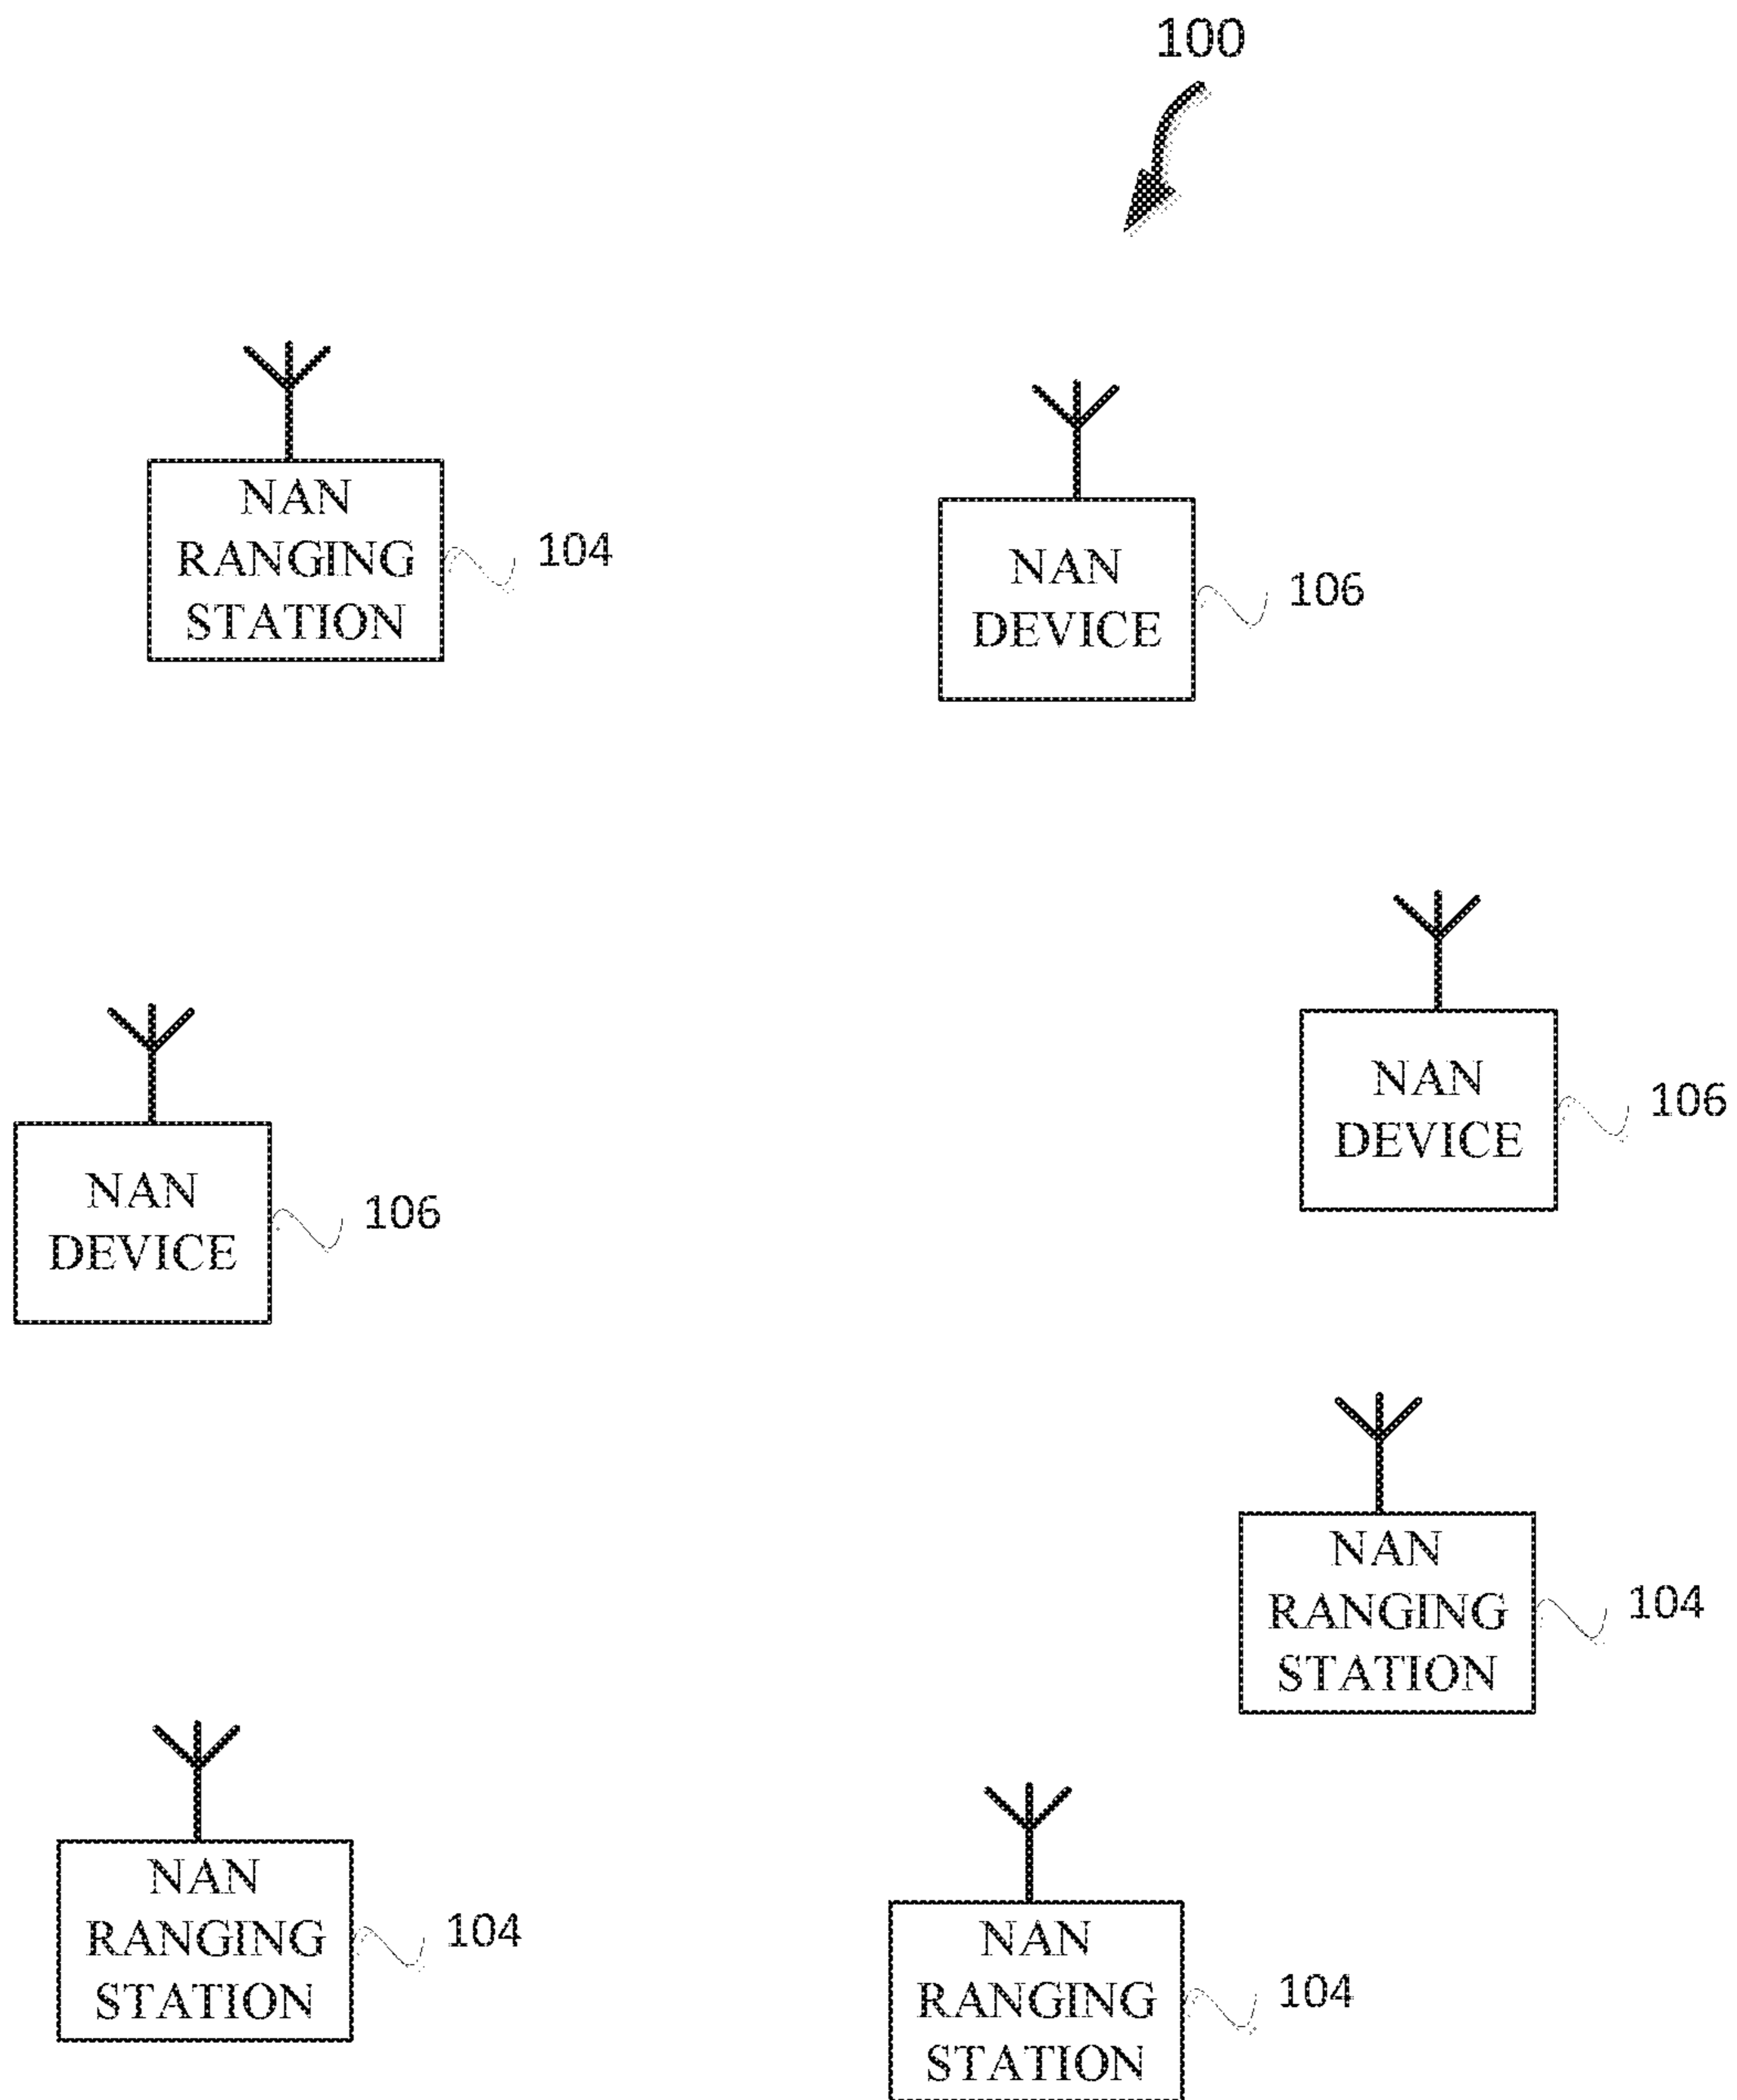 100
NAN
RANGING
STATION
104
NAN
DEVICE
106
NAN
DEVICE
106
NAN
DEVICE
106
NAN
RANGING
STATION
104
NAN
RANGING
STATION
104
NAN
RANGING
STATION
104